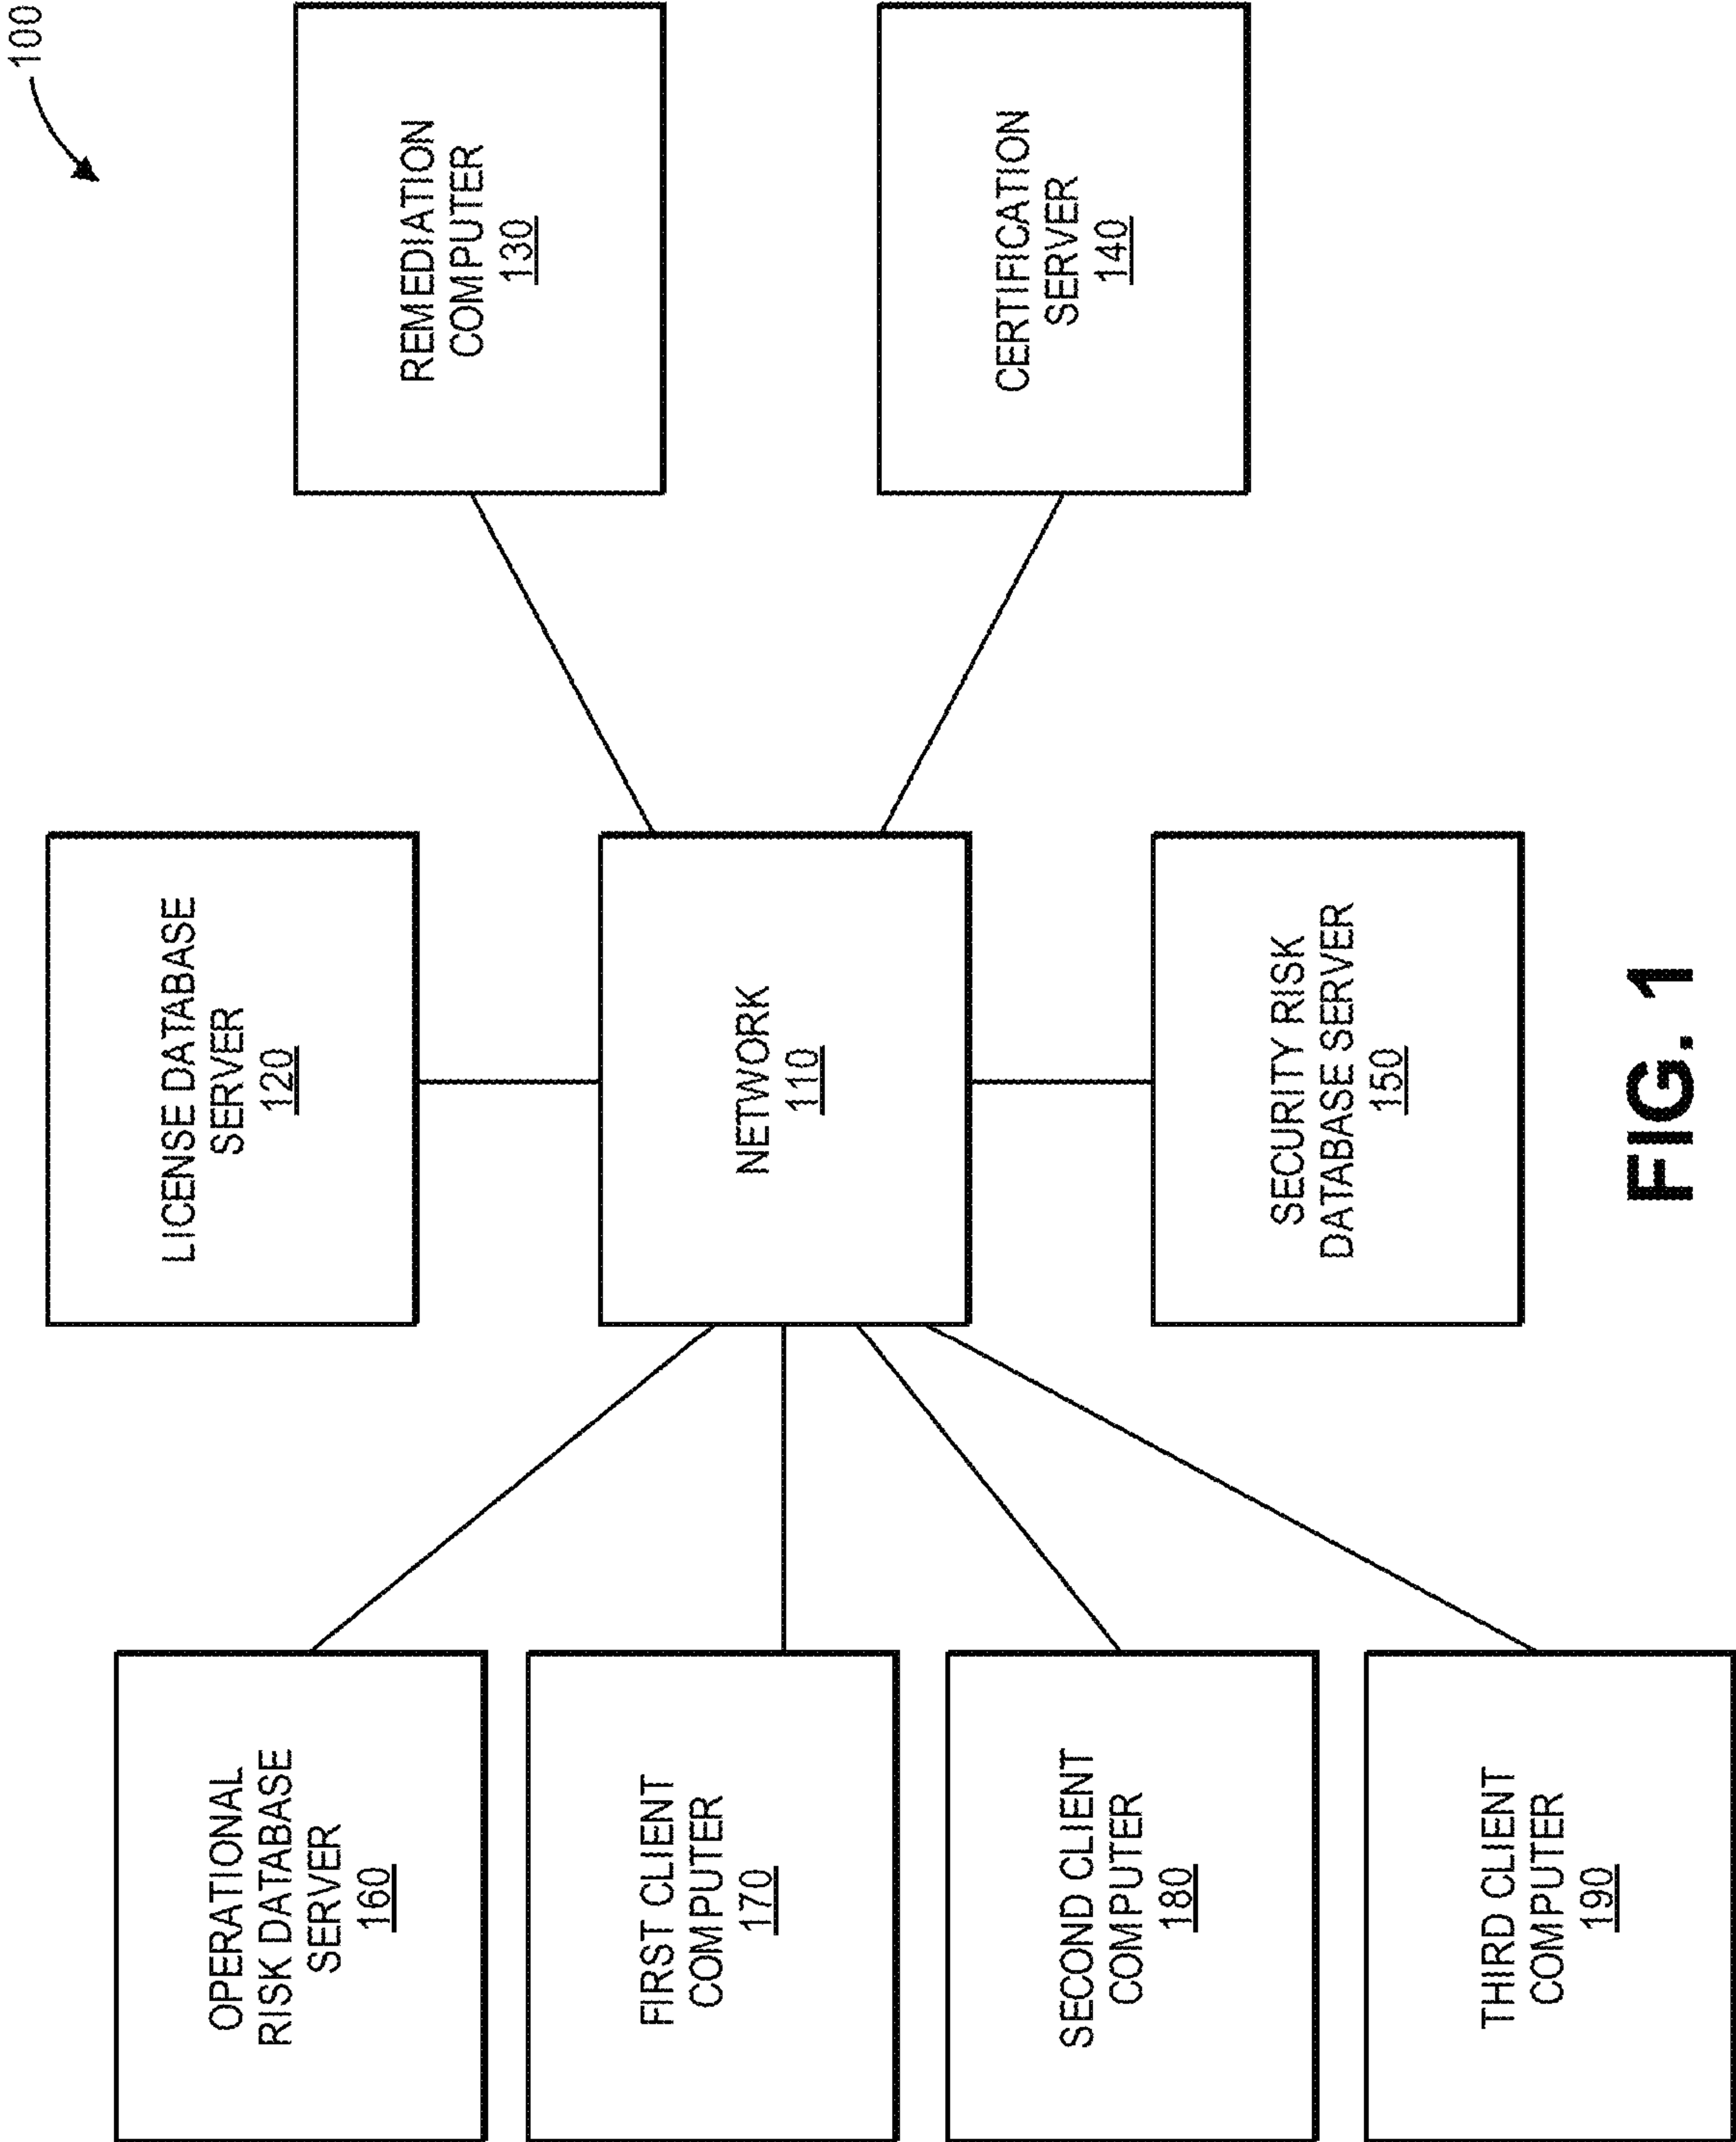 100
LICENSE DATABASE
SERVER
120
OPERATIONAL
RISK DATABASE
SERVER
160
REMEDIATION
COMPUTER
130
FIRST CLIENT
COMPUTER
170
NETWORK
110
SECOND CLIENT
COMPUTER
180
CERTIFICATION
SERVER
140
THIRD CLIENT
COMPUTER
190
SECURITY RISK
DATABASE SERVER
150
FIG. 1